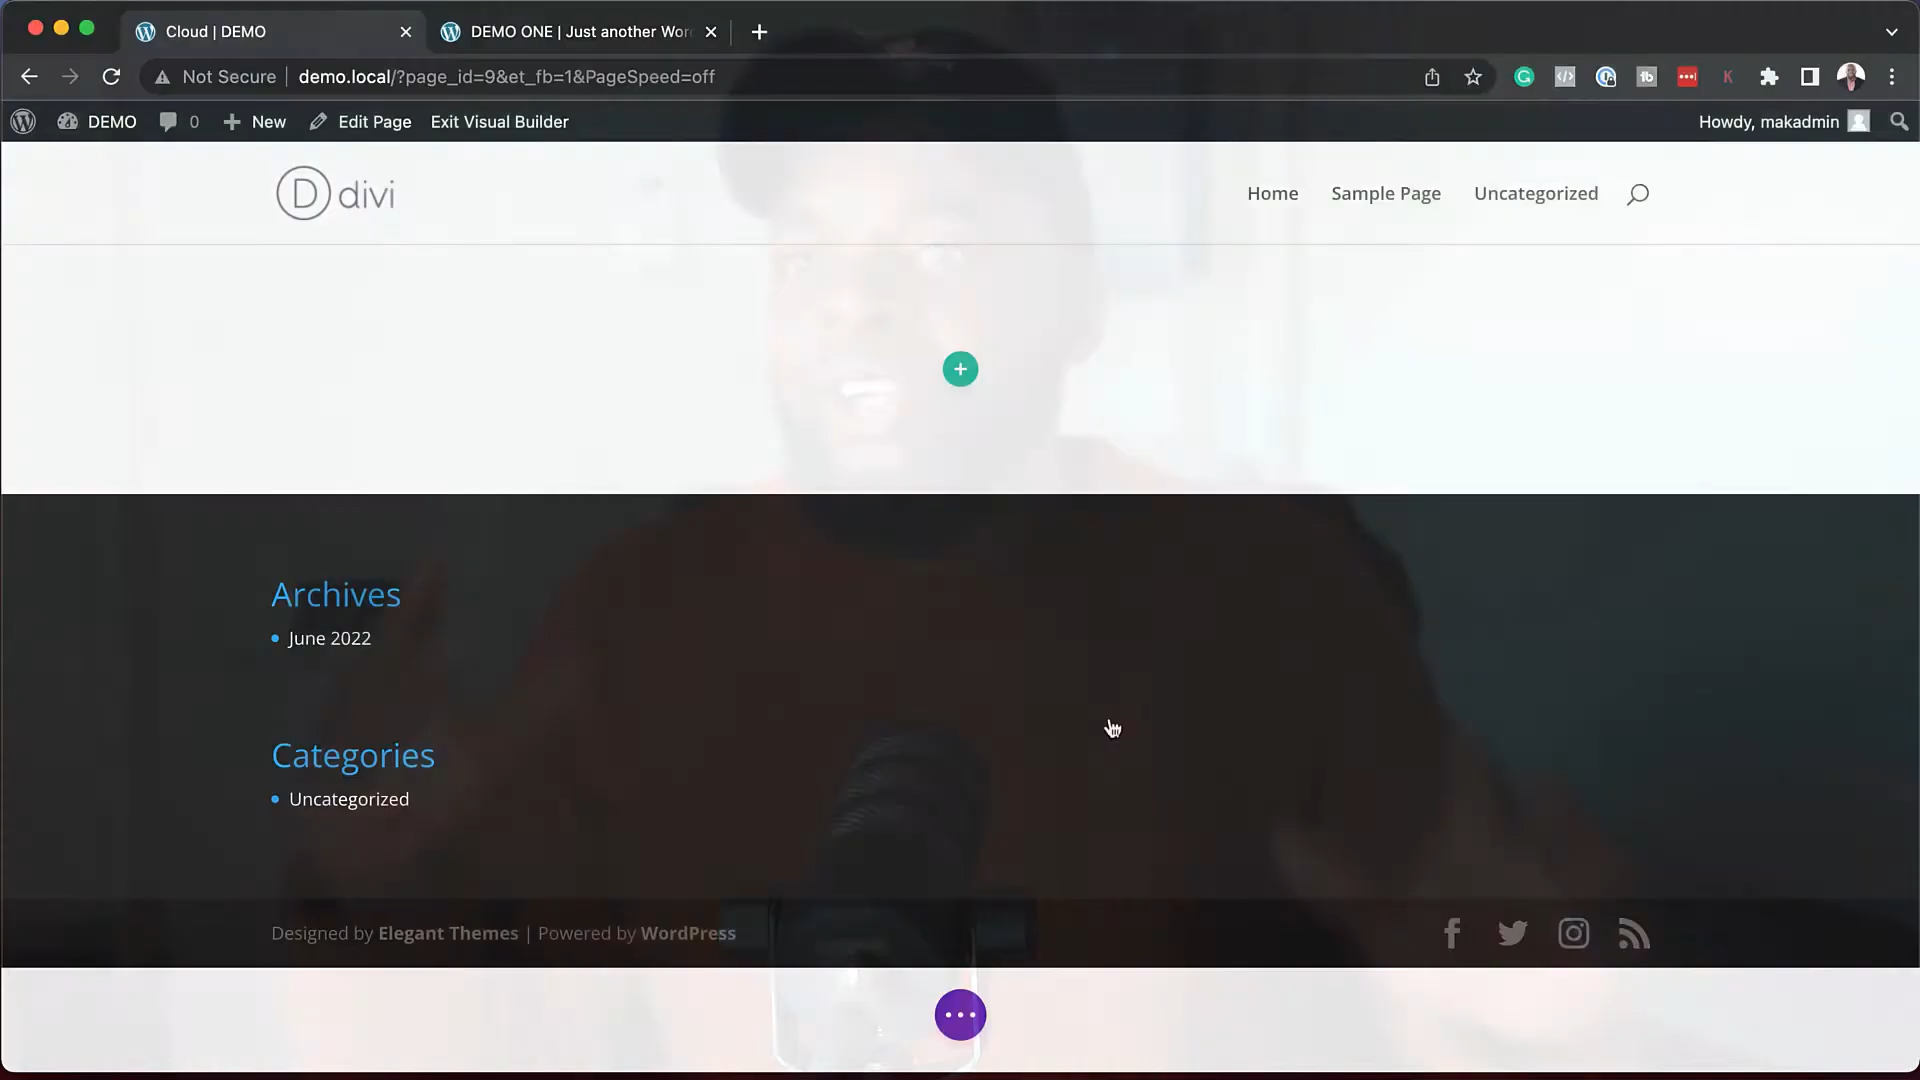 Cloud | DEMO
DEMO ONE | Just another Wor
Not Secure
demo.local/?page_id=9&et_fb=1&PageSpeed=off
DEMO
0
New
Edit Page
Exit Visual Builder
Howdy, makadmin
D divi
Home
Sample Page
Uncategorized
Archives
June 2022
Categories
Uncategorized
Designed by Elegant Themes | Powered by WordPress